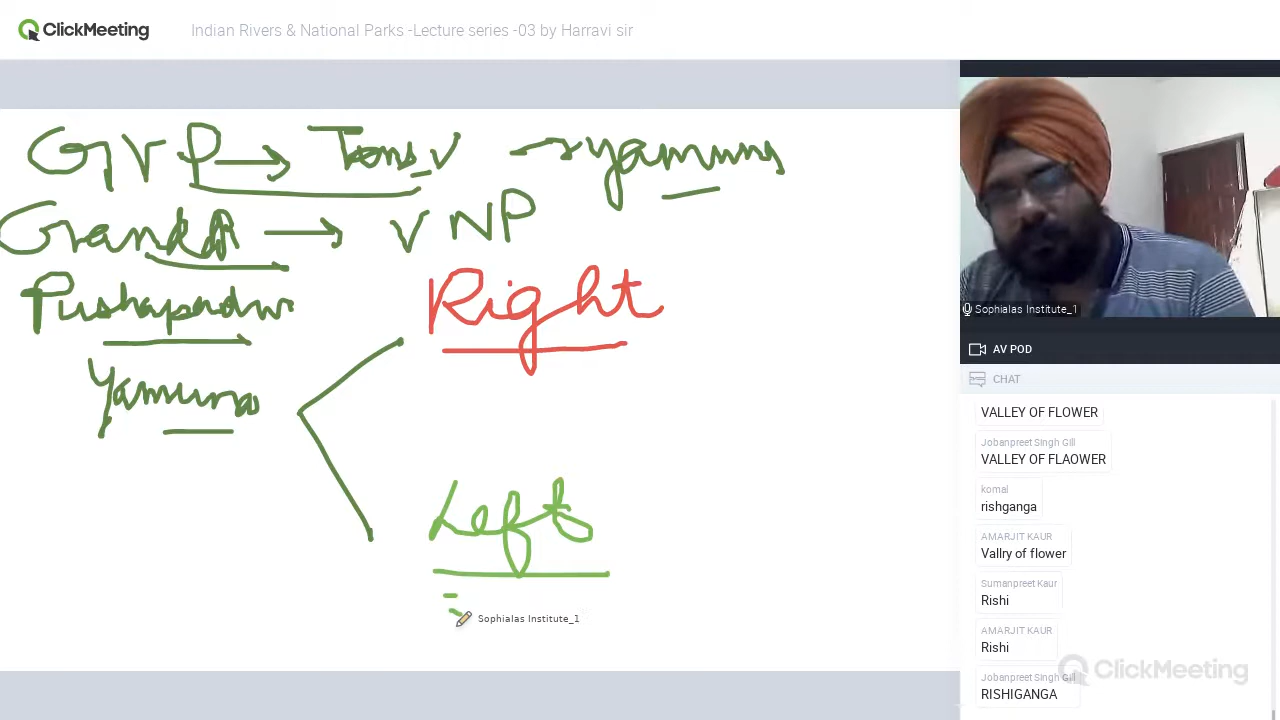 ClickMeeting Indian Rivers & National Parks -Lecture series -03 by Harravi sir
GVP → Tons → yamuna
→ VNP
Right
yamuna
Left
Sophialas Institute_1
Sophialas Institute_1
AV POD
CHAT
VALLEY OF FLOWER
Jobanpreet Singh Gill
VALLEY OF FLAOWER
komal
rishganga
AMARJIT KAUR
Vallry of flower
Sumanpreet Kaur
Rishi
AMARJIT KAUR
Rishi
Jobanpreet Singh Gill
RISHIGANGA
ClickMeeting